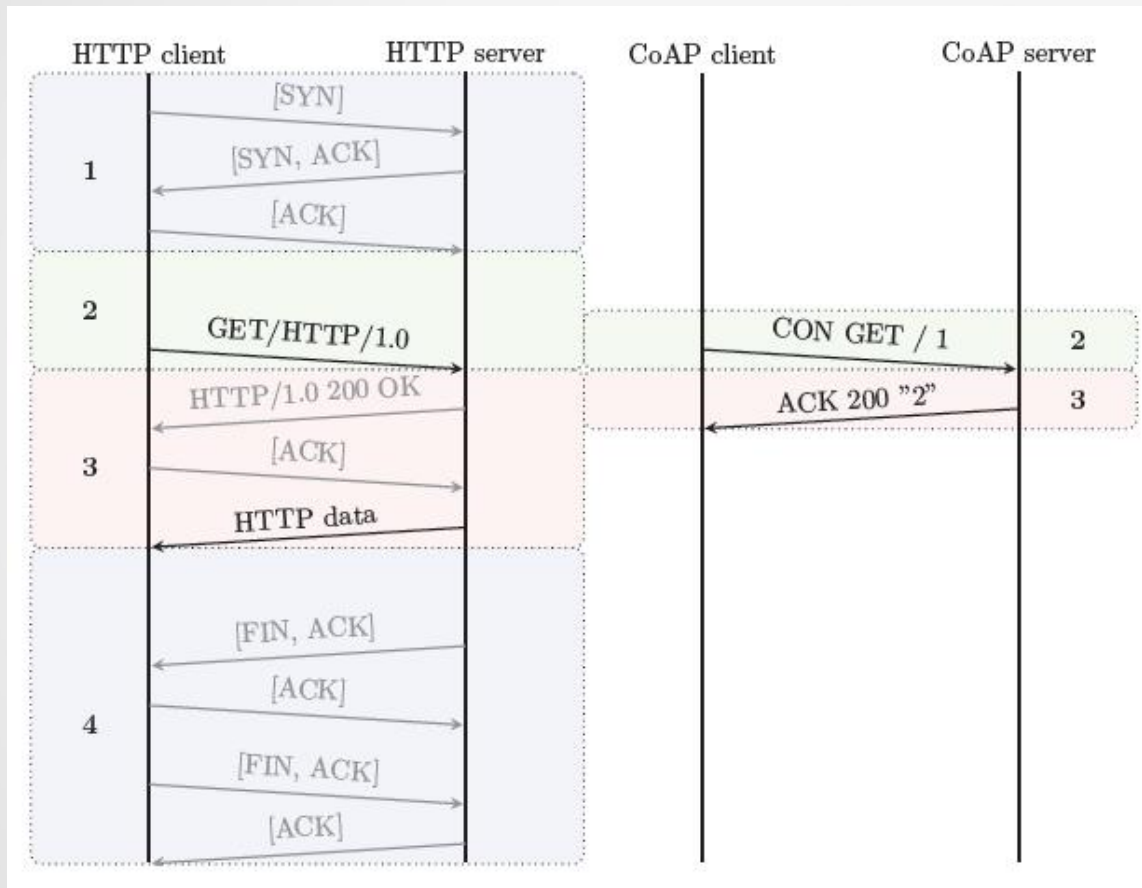 HTTP client HTTP server CoAP client CoAP server
[SYN]
[SYN, ACK]
1
[ACK]
2
GET/HTTP/1.0
CON GET / 1
2
HTTP/1.0 200 OK
ACK 200 ”2”
3
[ACK]
3
HTTP data
[FIN, ACK]
[ACK]
4
[FIN, ACK]
[ACK]